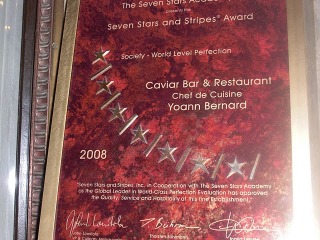 The Seven Stars Academy
presents the
Seven Stars and Stripes® Award
Society - World Level Perfection
Caviar Bar & Restaurant
Chef de Cuisine
Yoann Bernard
2008
"Seven Stars and Stripes, Inc. in Cooperation with The Seven Stars Academy
as the Global Leader in World-Class Perfection Evaluation has approved
the Quality, Service and Hospitality of this fine Establishment."